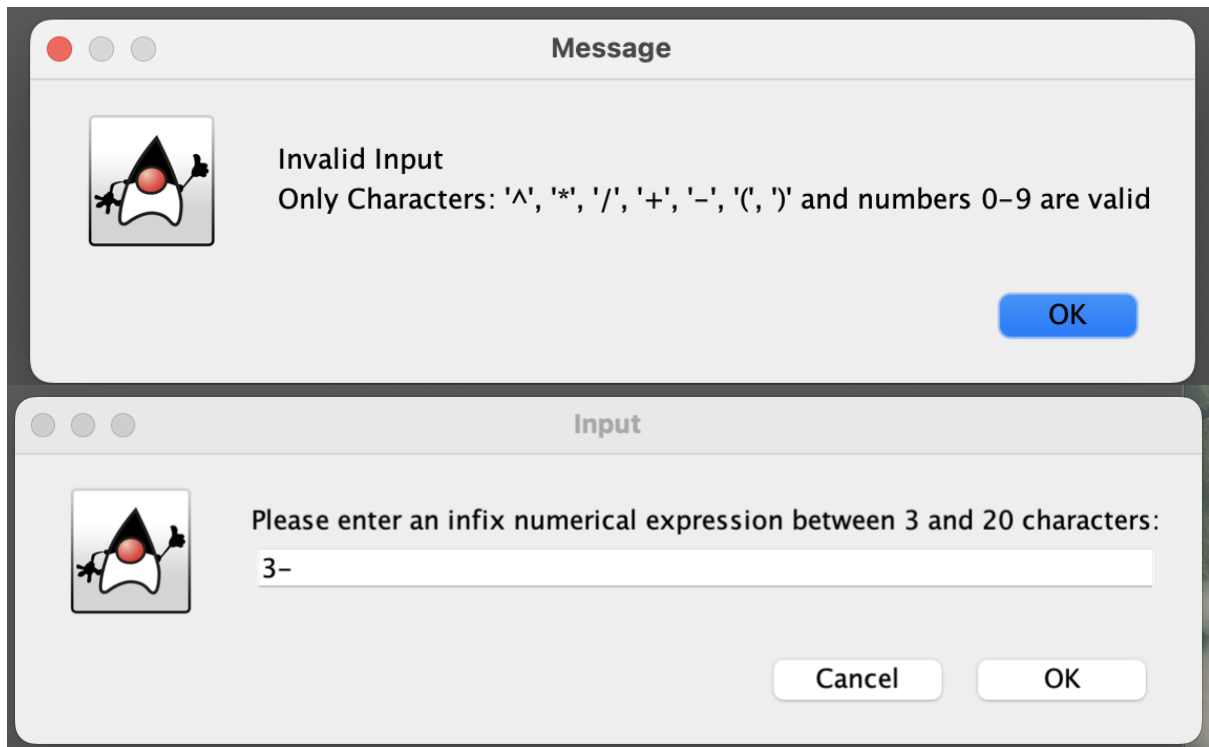 Message
Invalid Input
Only Characters: '^', '*', '/', '+', '-', '(', ')' and numbers 0-9 are valid
OK
Input
Please enter an infix numerical expression between 3 and 20 characters:
3-
Cancel
OK